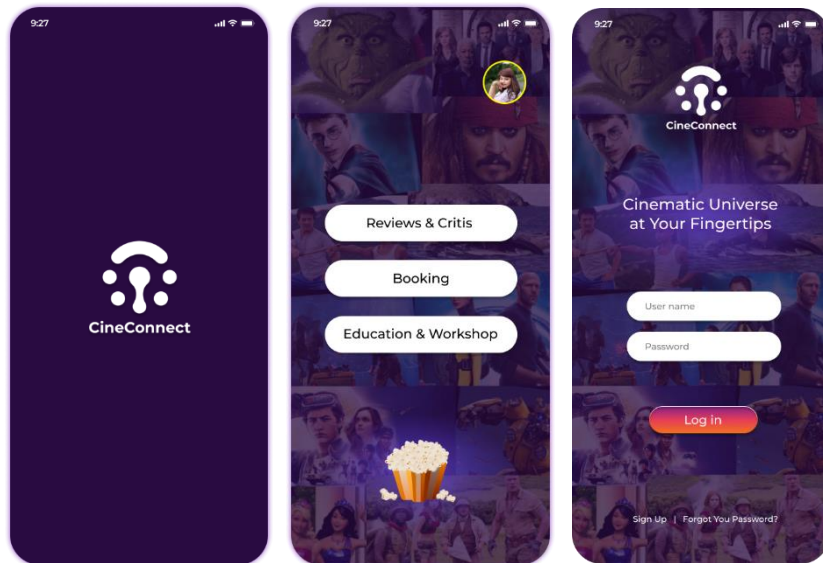 9:27
CineConnect
9:27
Reviews & Critis
Booking
Education & Workshop
9:27
CineConnect
Cinematic Universe
at Your Fingertips
User name
Password
Log in
Sign Up | Forgot You Password?